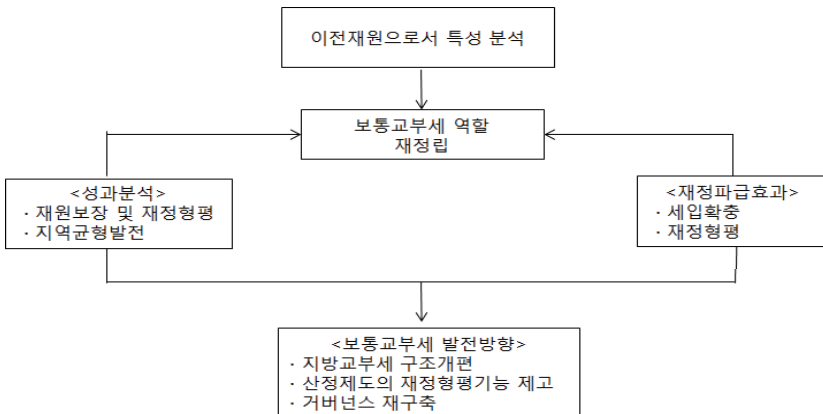 이전재원으로서 특성 분석
보통교부세 역할
재정립
<성과분석>
· 재원보장 및 재정형평
· 지역균형발전
<재정파급효과>
· 세입확충
· 재정형평
<보통교부세 발전방향>
· 지방교부세 구조개편
· 산정제도의 재정형평기능 제고
· 거버넌스 재구축